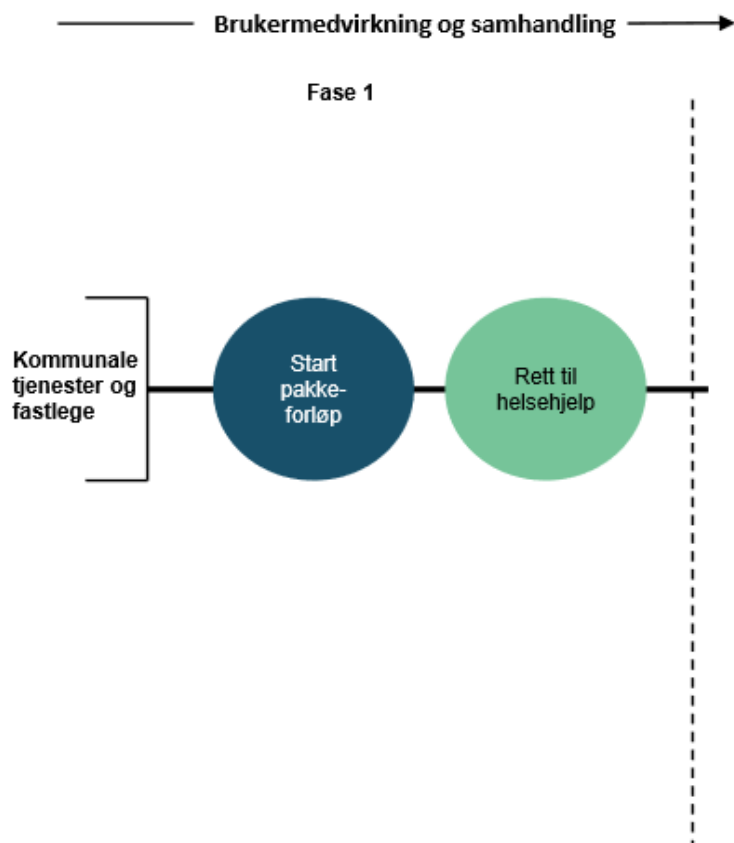 Brukermedvirkning og samhandling
Fase 1
Kommunale
tjenester og
fastlege
Start
pakke-
forløp
Rett til
helsehjelp